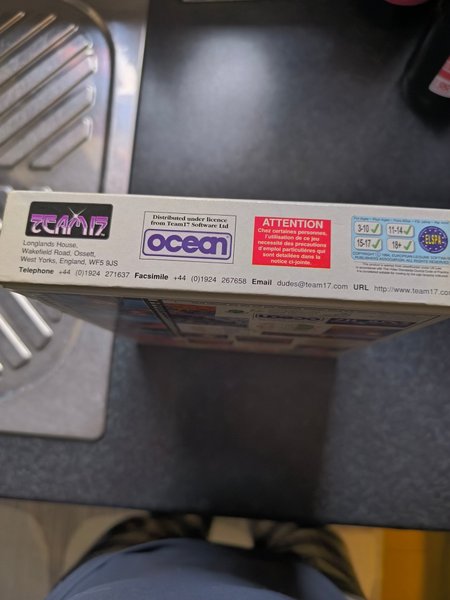 TEAM17
Longlands House,
Wakefield Road, Ossett,
West Yorks, England, WF5 9JS
Distributed under licence
from Team17 Software Ltd
ocean
ATTENTION
Chez certaines personnes,
l'utilisation de ce jeu
necessité des précautions
d'emploi particulières qui
sont detaillées dans la
notice ci-jointe.
3-10 11-14
15-17 18+
ELSPA
Telephone +44 (0)1924 271637 Facsimile +44 (0)1924 267658 Email dudes@team17.com URL http://www.team17.com